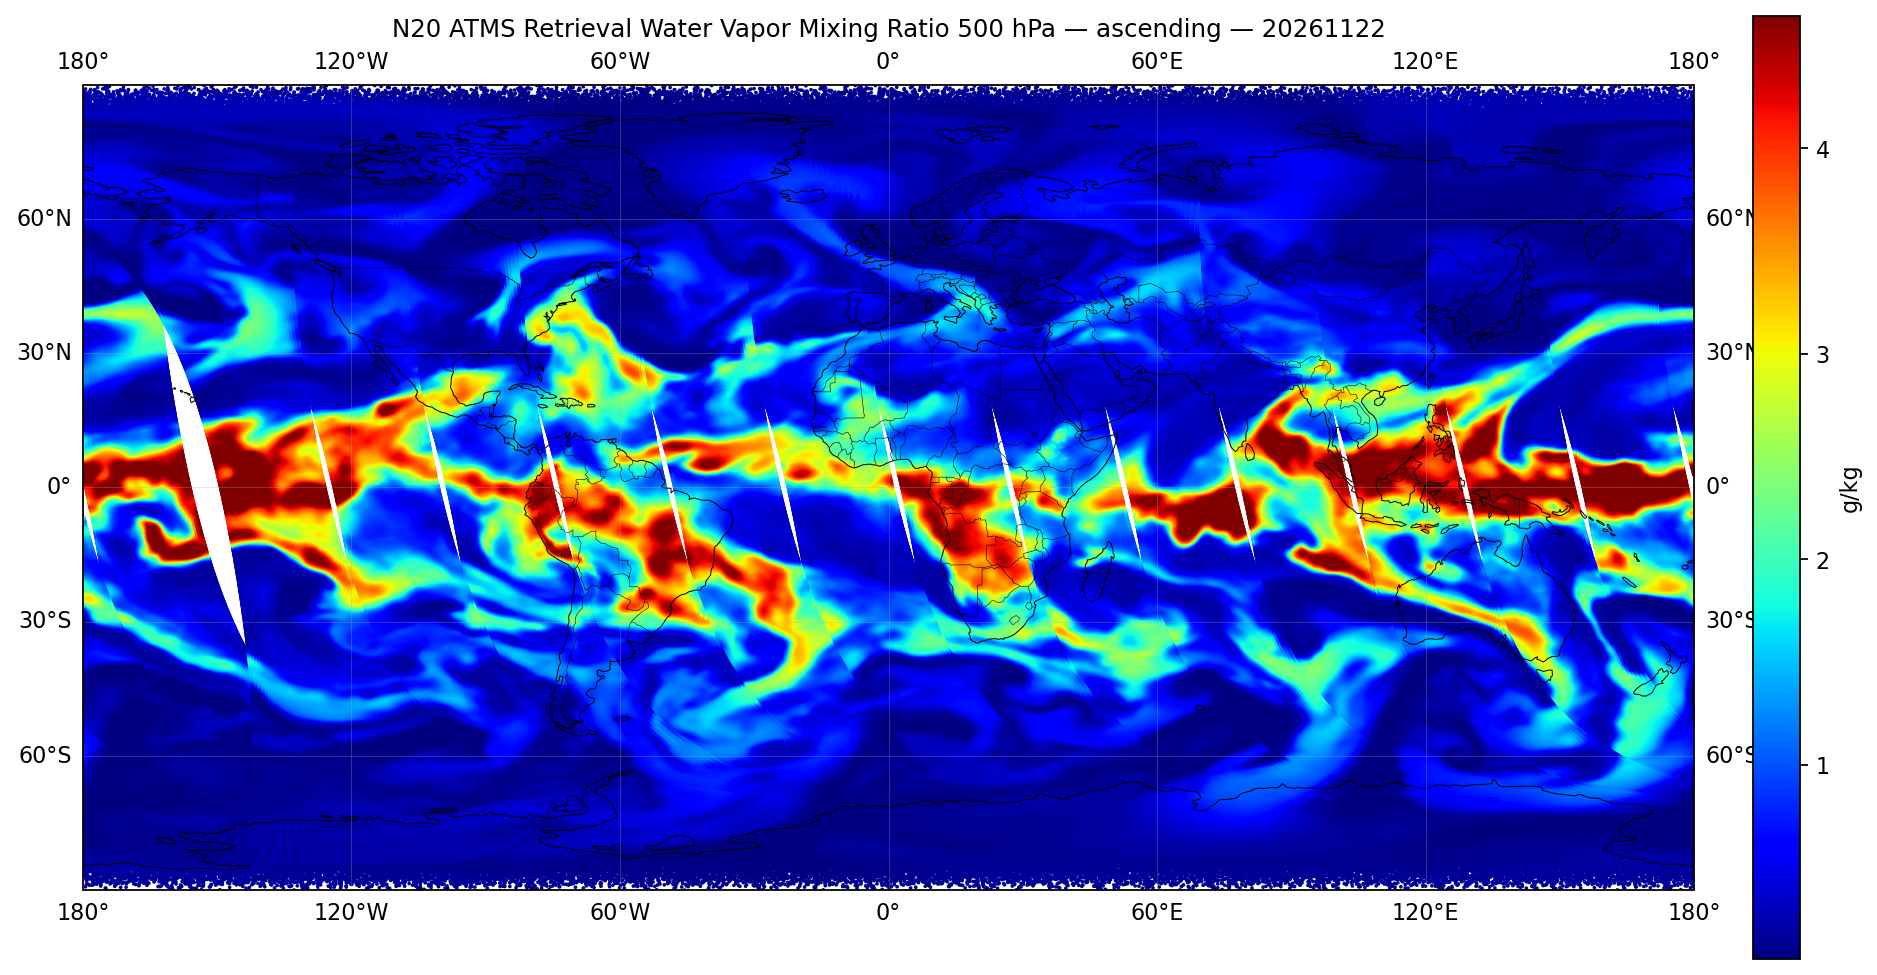 N20 ATMS Retrieval Water Vapor Mixing Ratio 500 hPa — ascending — 20261122
180° 120°W 60°W 0° 60°E 120°E 180°
4
60°N 60°N
3
30°N 30°N
0° 0°
g/kg
2
30°S 30°S
60°S 60°S
1
180° 120°W 60°W 0° 60°E 120°E 180°